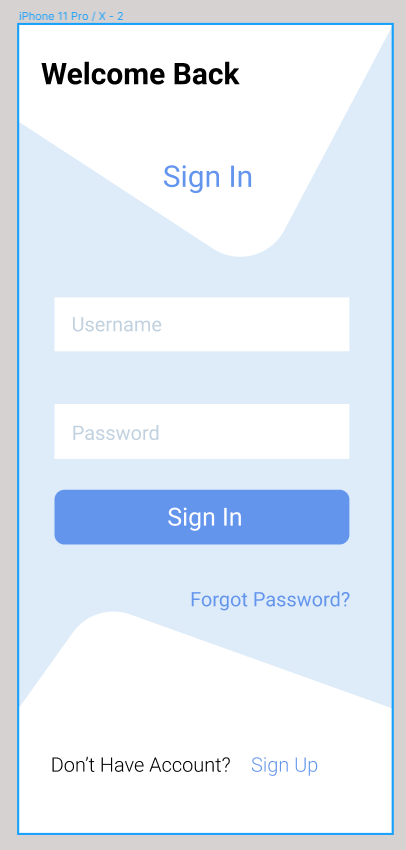 iPhone 11 Pro / X - 2
Welcome Back
Sign In
Username
Password
Sign In
Forgot Password?
Don’t Have Account? Sign Up